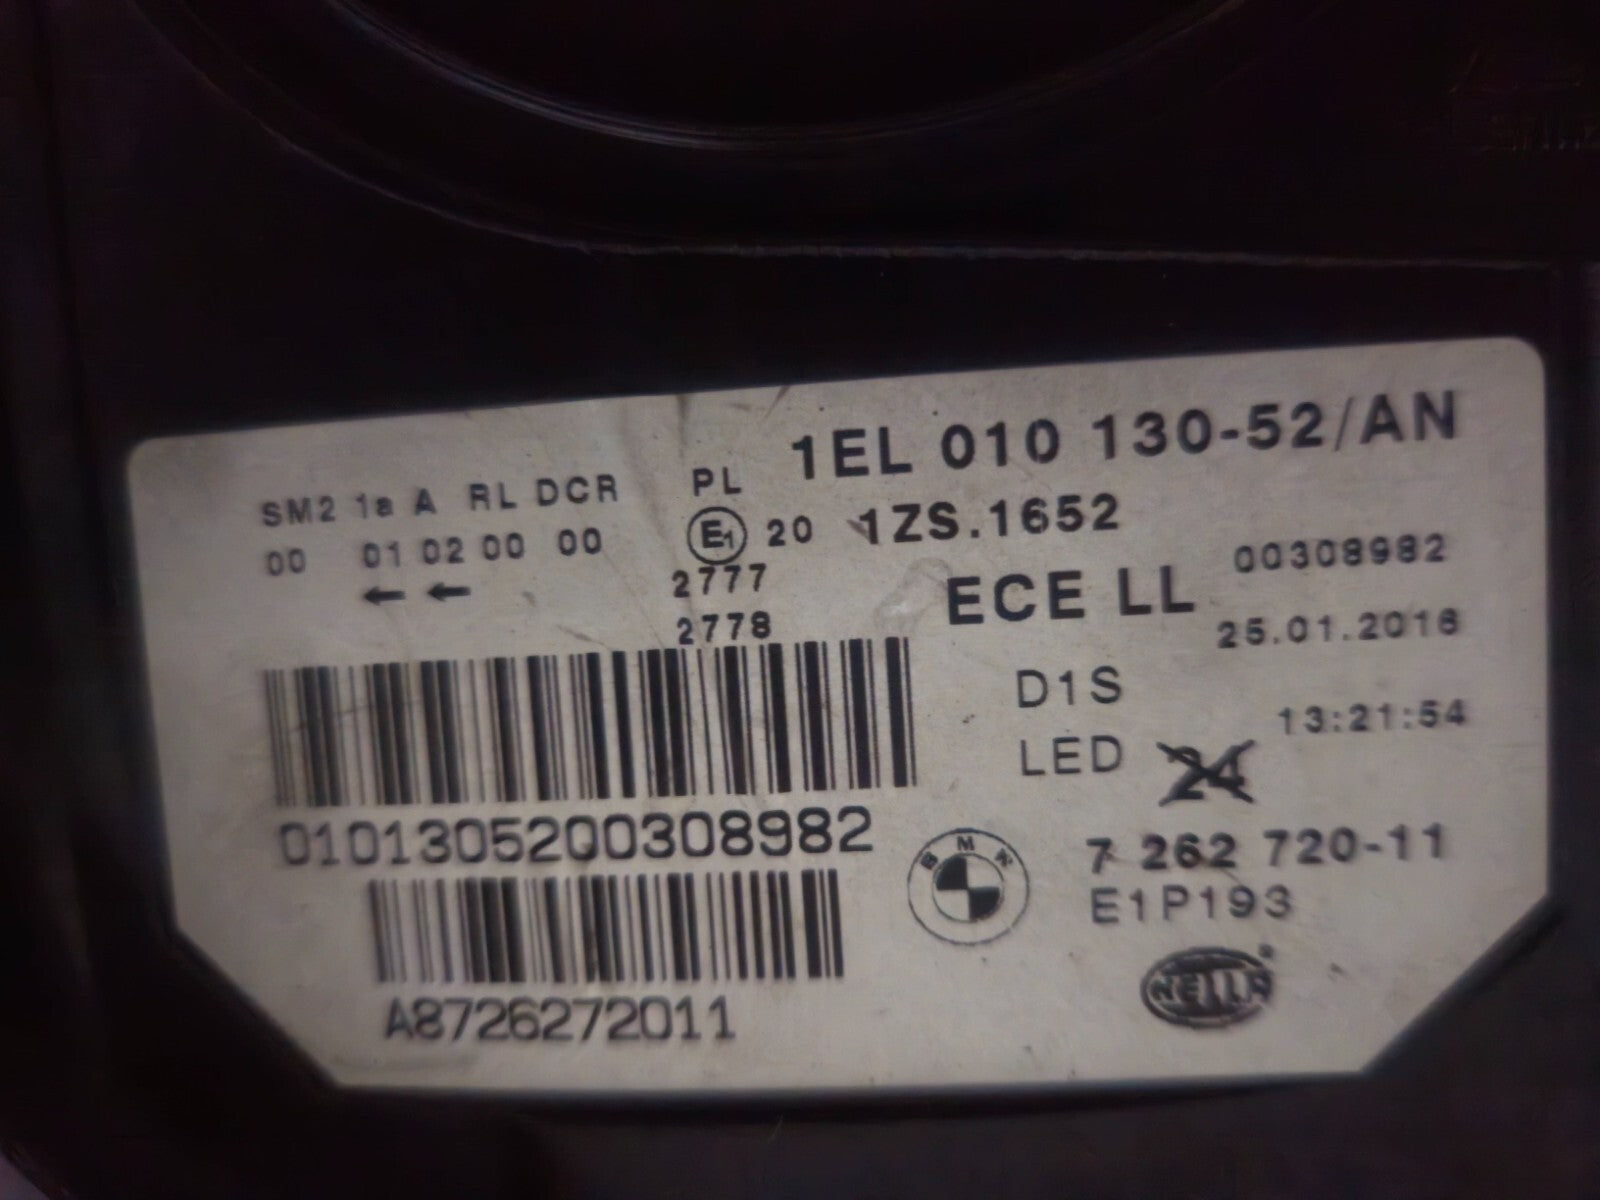 1EL 010 130-52/AN
SM2 1a A RL DCR PL
00 01 02 00 00 E1 20 1ZS.1652
← ←
2777
2778
ECE LL
00308982
25.01.2016
D1S
13:21:54
LED 24
0101305200308982
BMW
7 262 720-11
E1P193
A8726272011
HELLA